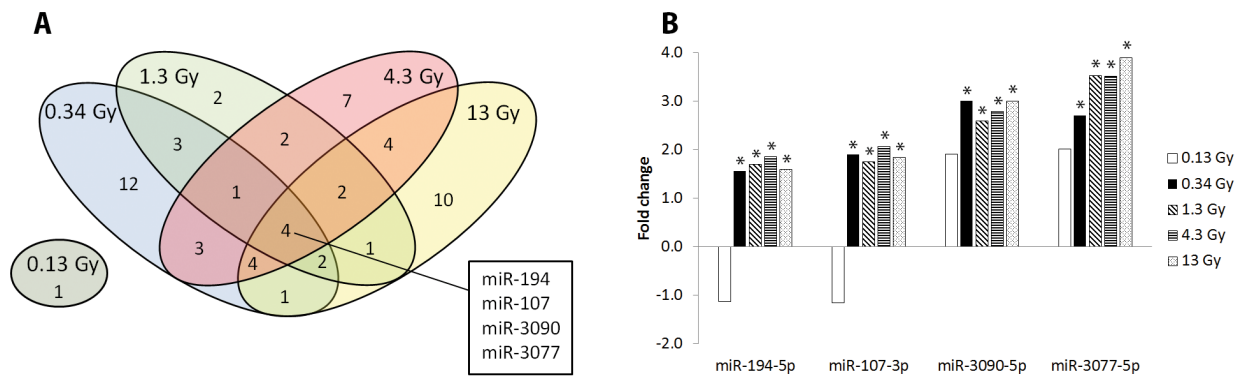 A
1.3 Gy
4.3 Gy
0.34 Gy
13 Gy
2
7
3
2
4
12
1
2
10
3
4
4
2
1
1
0.13 Gy
1
miR-194
miR-107
miR-3090
miR-3077
B
Fold change
4.0
3.0
2.0
1.0
0.0
-1.0
-2.0
* * * *
* * * *
* * * *
* * * *
miR-194-5p
miR-107-3p
miR-3090-5p
miR-3077-5p
0.13 Gy
0.34 Gy
1.3 Gy
4.3 Gy
13 Gy